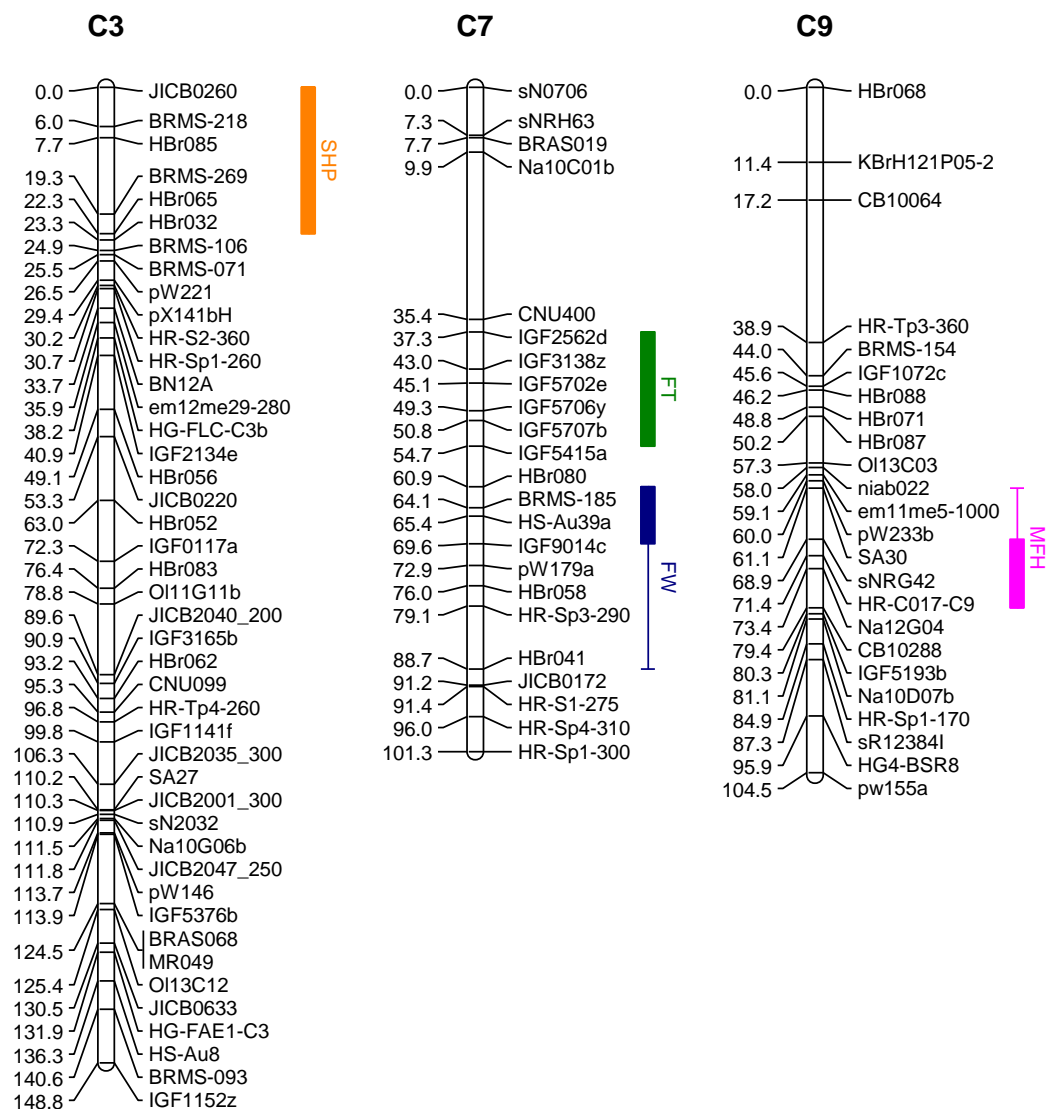 C3
0.0 JICB0260
6.0 BRMS-218
7.7 HBr085
19.3 BRMS-269
22.3 HBr065
23.3 HBr032
24.9 BRMS-106
25.5 BRMS-071
26.5 pW221
29.4 pX141bH
30.2 HR-S2-360
30.7 HR-Sp1-260
33.7 BN12A
35.9 em12me29-280
38.2 HG-FLC-C3b
40.9 IGF2134e
49.1 HBr056
53.3 JICB0220
63.0 HBr052
72.3 IGF0117a
76.4 HBr083
78.8 Ol11G11b
89.6 JICB2040_200
90.9 IGF3165b
93.2 HBr062
95.3 CNU099
96.8 HR-Tp4-260
99.8 IGF1141f
106.3 JICB2035_300
110.2 SA27
110.3 JICB2001_300
110.9 sN2032
111.5 Na10G06b
111.8 JICB2047_250
113.7 pW146
113.9 IGF5376b
124.5 BRAS068
MR049
125.4 Ol13C12
130.5 JICB0633
131.9 HG-FAE1-C3
136.3 HS-Au8
140.6 BRMS-093
148.8 IGF1152z
SHP
C7
0.0 sN0706
7.3 sNRH63
7.7 BRAS019
9.9 Na10C01b
35.4 CNU400
37.3 IGF2562d
43.0 IGF3138z
45.1 IGF5702e
49.3 IGF5706y
50.8 IGF5707b
54.7 IGF5415a
60.9 HBr080
64.1 BRMS-185
65.4 HS-Au39a
69.6 IGF9014c
72.9 pW179a
76.0 HBr058
79.1 HR-Sp3-290
88.7 HBr041
91.2 JICB0172
91.4 HR-S1-275
96.0 HR-Sp4-310
101.3 HR-Sp1-300
FT
FW
C9
0.0 HBr068
11.4 KBrH121P05-2
17.2 CB10064
38.9 HR-Tp3-360
44.0 BRMS-154
45.6 IGF1072c
46.2 HBr088
48.8 HBr071
50.2 HBr087
57.3 Ol13C03
58.0 niab022
59.1 em11me5-1000
60.0 pW233b
61.1 SA30
68.9 sNRG42
71.4 HR-C017-C9
73.4 Na12G04
79.4 CB10288
80.3 IGF5193b
81.1 Na10D07b
84.9 HR-Sp1-170
87.3 sR12384I
95.9 HG4-BSR8
104.5 pw155a
MFH